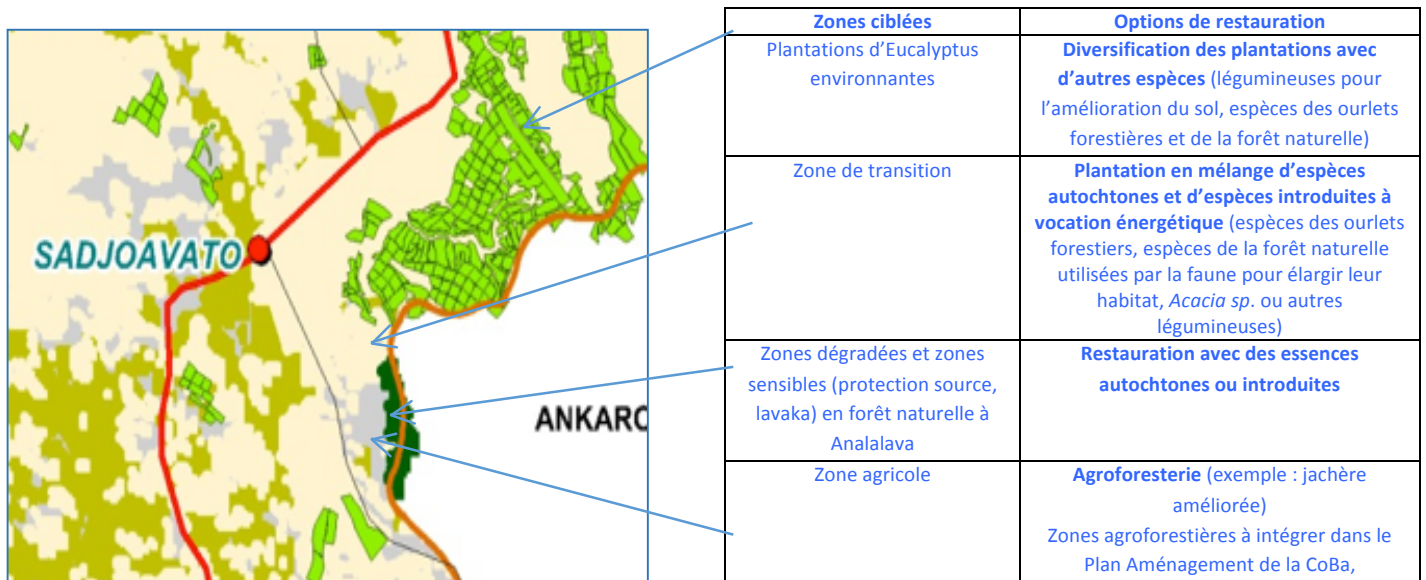 SADJOAVATO
ANKARC
Zones ciblées
Options de restauration
Plantations d’Eucalyptus
environnantes
Diversification des plantations avec
d’autres espèces (légumineuses pour
l’amélioration du sol, espèces des ourlets
forestières et de la forêt naturelle)
Zone de transition
Plantation en mélange d’espèces
autochtones et d’espèces introduites à
vocation énergétique (espèces des ourlets
forestiers, espèces de la forêt naturelle
utilisées par la faune pour élargir leur
habitat, Acacia sp. ou autres
légumineuses)
Zones dégradées et zones
sensibles (protection source,
lavaka) en forêt naturelle à
Analalava
Restauration avec des essences
autochtones ou introduites
Zone agricole
Agroforesterie (exemple : jachère
améliorée)
Zones agroforestières à intégrer dans le
Plan Aménagement de la CoBa,